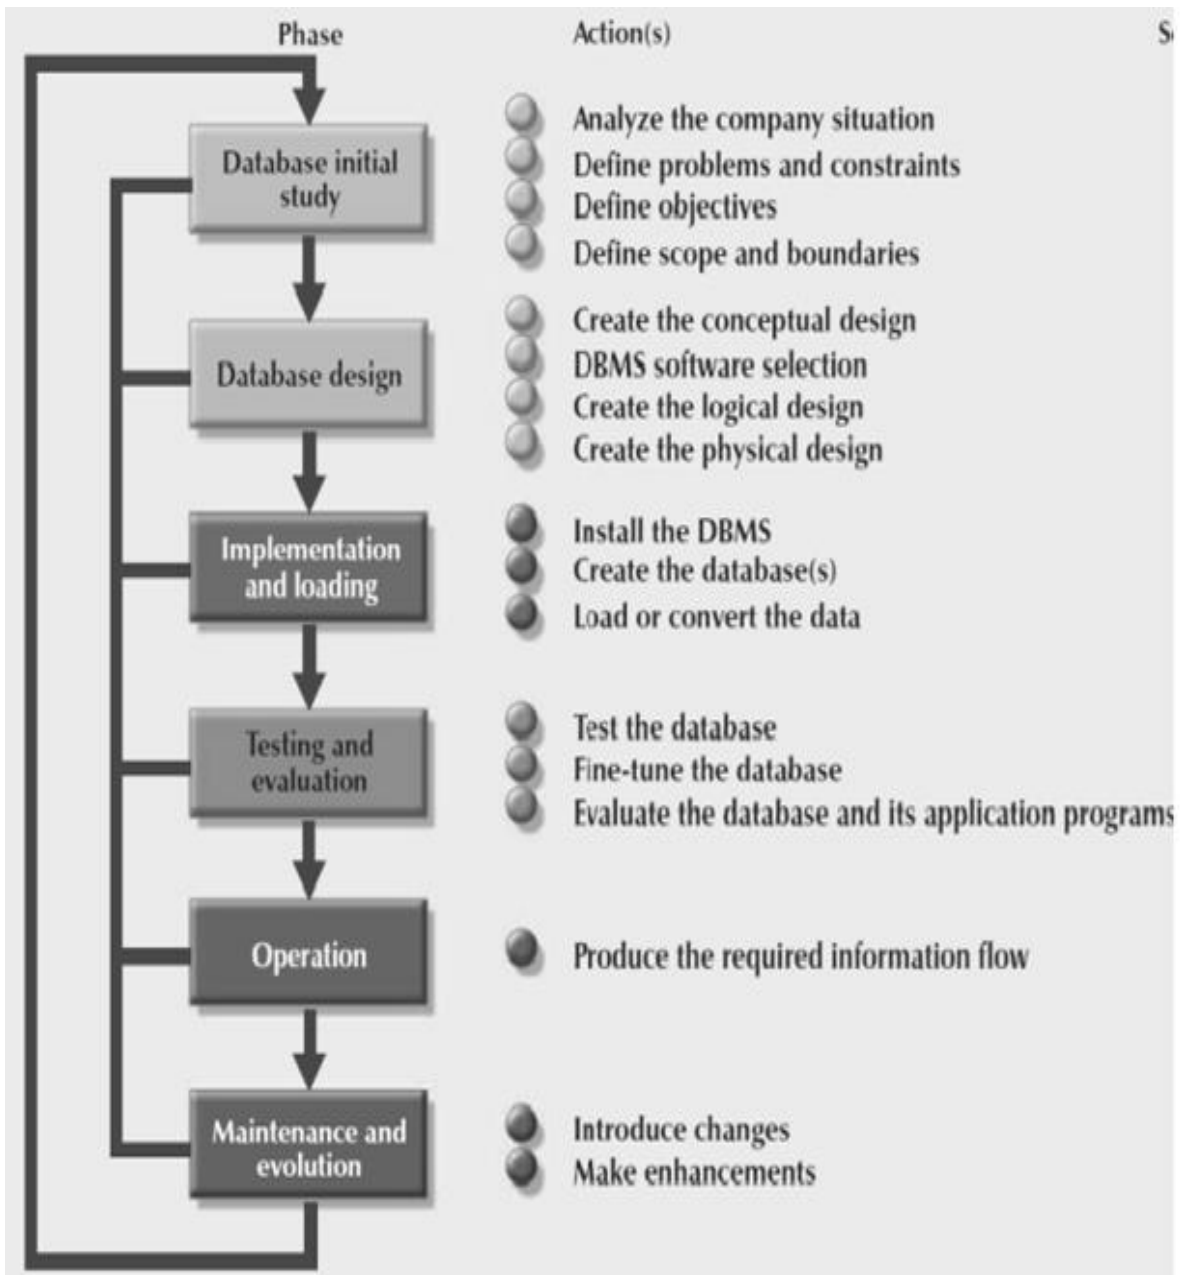 Phase
Action(s)
Database initial
study
Analyze the company situation
Define problems and constraints
Define objectives
Define scope and boundaries
Database design
Create the conceptual design
DBMS software selection
Create the logical design
Create the physical design
Implementation
and loading
Install the DBMS
Create the database(s)
Load or convert the data
Testing and
evaluation
Test the database
Fine-tune the database
Evaluate the database and its application programs
Operation
Produce the required information flow
Maintenance and
evolution
Introduce changes
Make enhancements